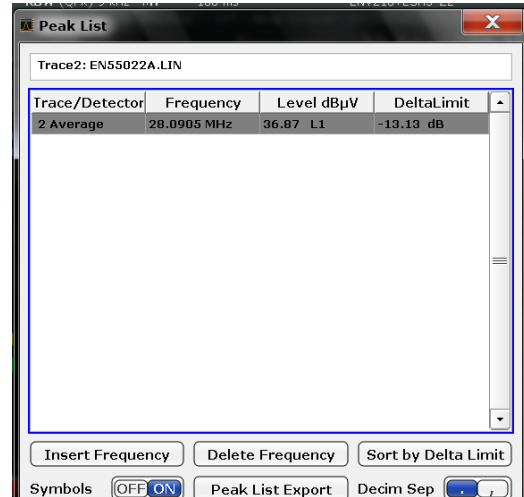 Peak List
X
Trace2: EN55022A.LIN
Trace/Detector Frequency Level dBµV DeltaLimit
2 Average 28.0905 MHz 36.87 L1 -13.13 dB
Insert Frequency Delete Frequency Sort by Delta Limit
Symbols OFF ON Peak List Export Decim Sep . ,